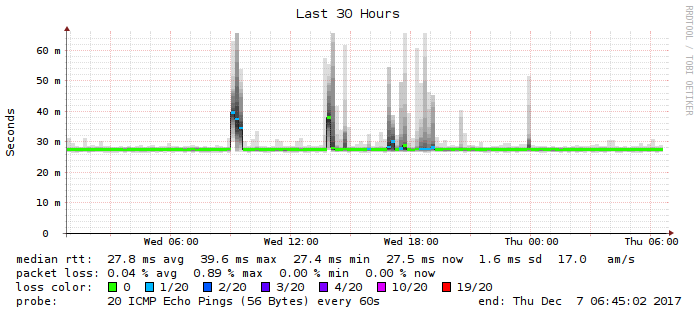 Last 30 Hours
RRDTOOL / TOBI OETIKER
Seconds
60 m
50 m
40 m
30 m
20 m
10 m
0
Wed 06:00 Wed 12:00 Wed 18:00 Thu 00:00 Thu 06:00
median rtt: 27.8 ms avg 39.6 ms max 27.4 ms min 27.5 ms now 1.6 ms sd 17.0 am/s
packet loss: 0.04 % avg 0.89 % max 0.00 % min 0.00 % now
loss color: 0 1/20 2/20 3/20 4/20 10/20 19/20
probe: 20 ICMP Echo Pings (56 Bytes) every 60s end: Thu Dec 7 06:45:02 2017